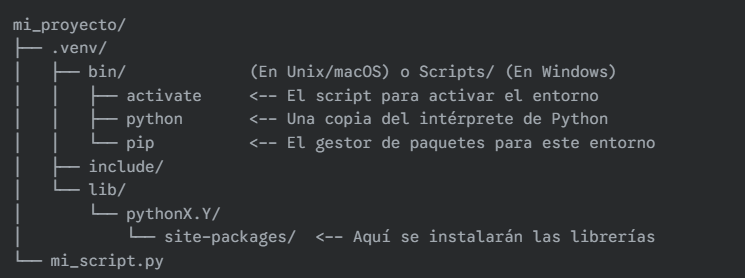 mi_proyecto/
├── .venv/
│   ├── bin/            (En Unix/macOS) o Scripts/ (En Windows)
│   │   ├── activate    <-- El script para activar el entorno
│   │   ├── python      <-- Una copia del intérprete de Python
│   │   └── pip         <-- El gestor de paquetes para este entorno
│   ├── include/
│   └── lib/
│       └── pythonX.Y/
│           └── site-packages/  <-- Aquí se instalarán las librerías
└── mi_script.py